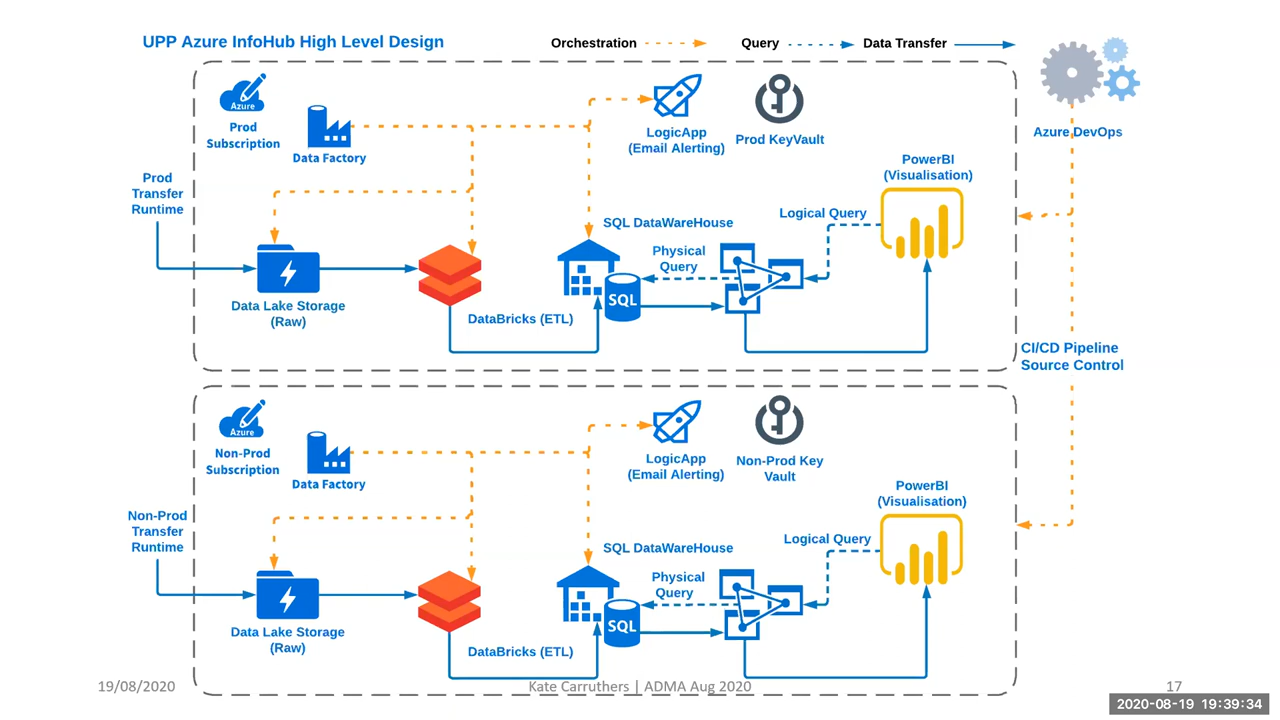 UPP Azure InfoHub High Level Design
Orchestration
Query
Data Transfer
Azure
Prod
Subscription
Data Factory
LogicApp
(Email Alerting)
Prod KeyVault
Azure DevOps
PowerBI
(Visualisation)
Prod
Transfer
Runtime
SQL DataWareHouse
Logical Query
Physical
Query
SQL
Data Lake Storage
(Raw)
DataBricks (ETL)
CI/CD Pipeline
Source Control
Azure
Non-Prod
Subscription
Data Factory
LogicApp
(Email Alerting)
Non-Prod Key
Vault
PowerBI
(Visualisation)
Non-Prod
Transfer
Runtime
SQL DataWareHouse
Logical Query
Physical
Query
SQL
Data Lake Storage
(Raw)
DataBricks (ETL)
19/08/2020
Kate Carruthers | ADMA Aug 2020
17
2020-08-19 19:39:34